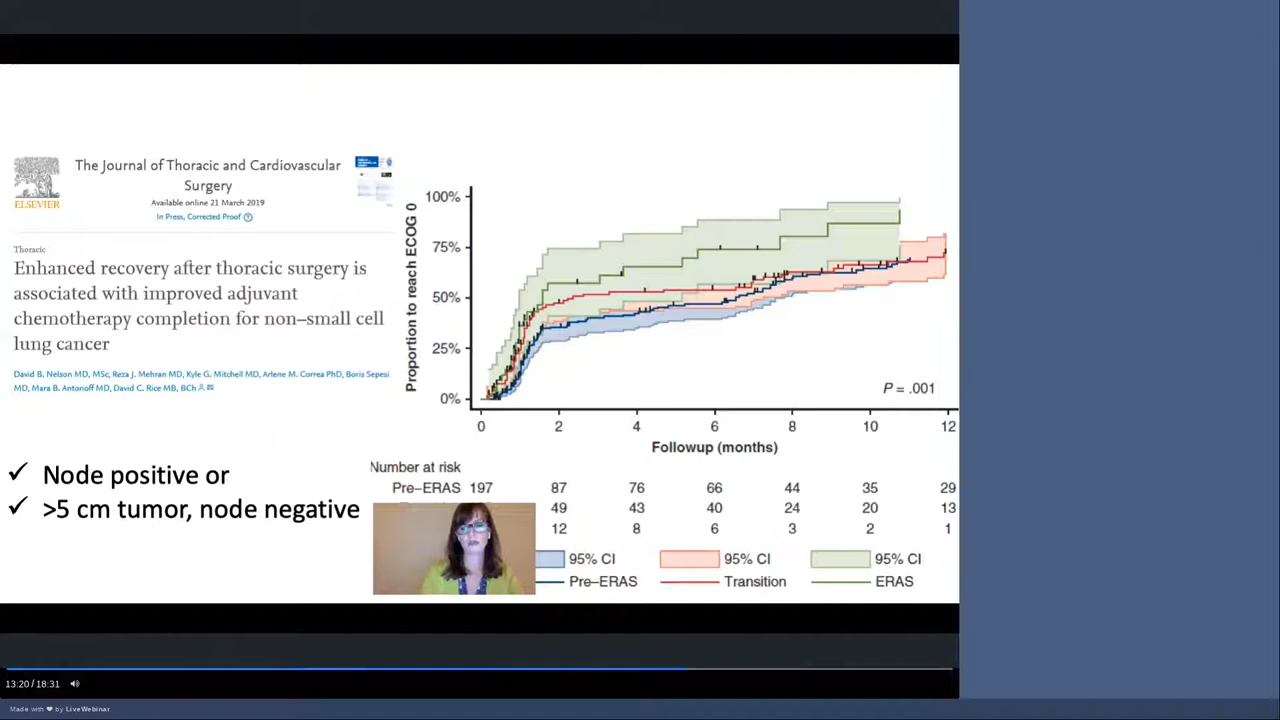 The Journal of Thoracic and Cardiovascular
Surgery
Available online 21 March 2019
In Press, Corrected Proof
ELSEVIER
Thoracic
Enhanced recovery after thoracic surgery is
associated with improved adjuvant
chemotherapy completion for non–small cell
lung cancer
David B. Nelson MD, MSc, Reza J. Mehran MD, Kyle G. Mitchell MD, Arlene M. Correa PhD, Boris Sepesi
MD, Mara B. Antonoff MD, David C. Rice MB, BCh
✓ Node positive or
✓ >5 cm tumor, node negative
Proportion to reach ECOG 0
100%
75%
50%
25%
0%
P = .001
0 2 4 6 8 10 12
Followup (months)
Number at risk
Pre–ERAS 197 87 76 66 44 35 29
49 43 40 24 20 13
12 8 6 3 2 1
95% CI 95% CI 95% CI
Pre–ERAS Transition ERAS
13:20 / 18:31
Made with ❤ by LiveWebinar